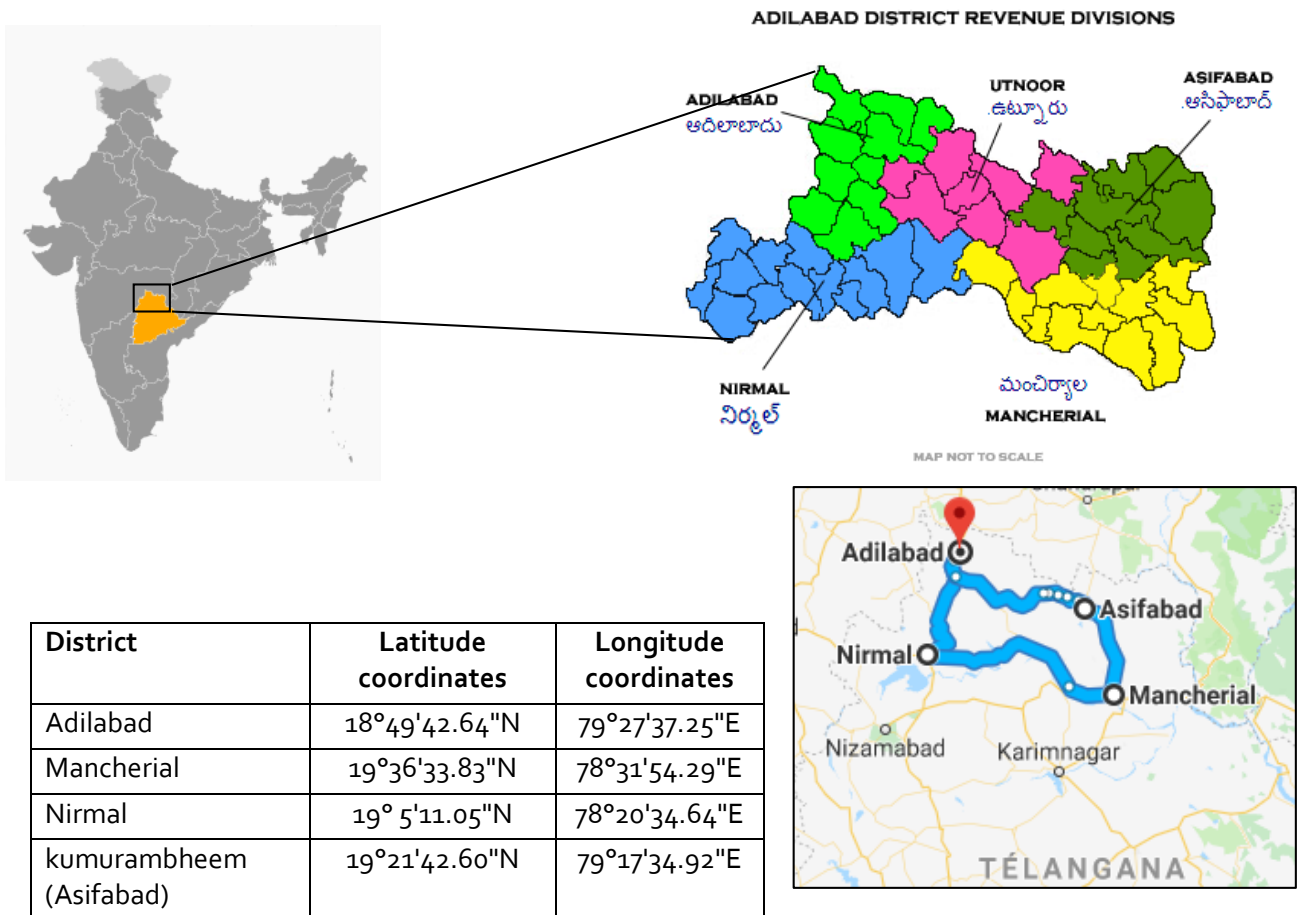 ADILABAD DISTRICT REVENUE DIVISIONS
ADILABAD
ఆదిలాబాదు
UTNOOR
.ఉట్నూరు
ASIFABAD
.ఆసిఫాబాద్
NIRMAL
నిర్మల్
మంచిర్యాల
MANCHERIAL
MAP NOT TO SCALE
Adilabad
Asifabad
Nirmal
Mancherial
Nizamabad
Karimnagar
TÉLANGANA
District Latitude coordinates Longitude coordinates
Adilabad 18°49'42.64"N 79°27'37.25"E
Mancherial 19°36'33.83"N 78°31'54.29"E
Nirmal 19° 5'11.05"N 78°20'34.64"E
kumurambheem (Asifabad) 19°21'42.60"N 79°17'34.92"E